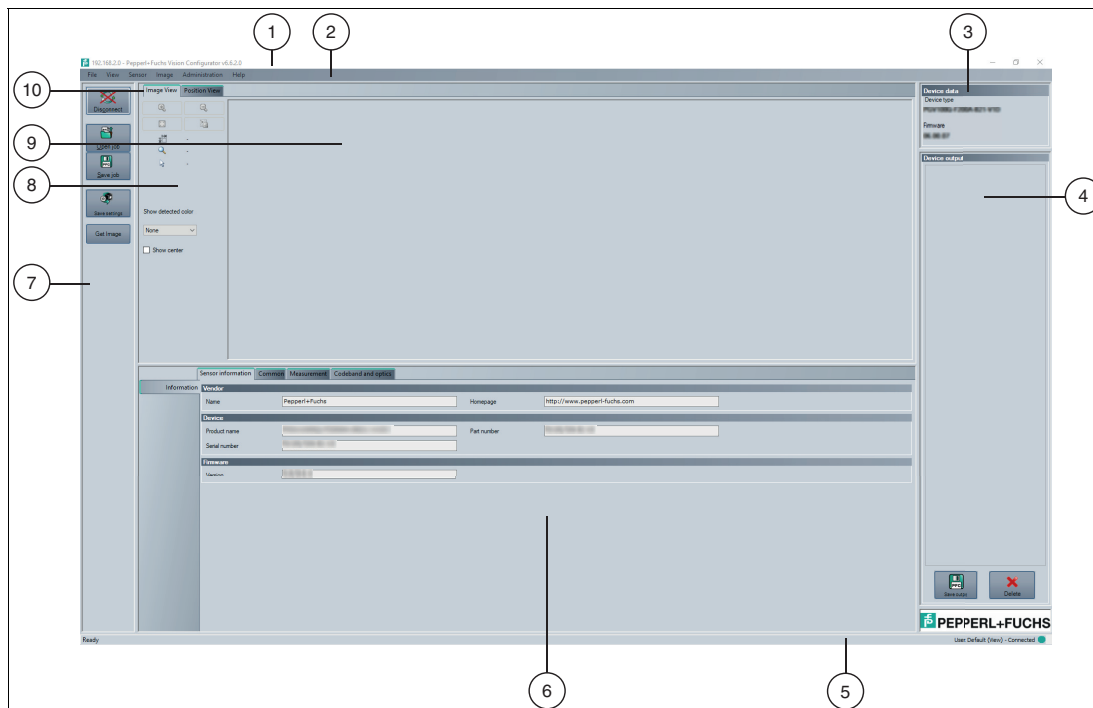 1
2
3
192.168.2.0 - Pepperl+Fuchs Vision Configurator v6.6.2.0
File View Sensor Image Administration Help
10
Disconnect
Image View Position View
Device data
Device type
Firmware
Open job
9
Device output
Save job
8
4
Save settings
Show detected color
None
Get Image
Show center
7
Sensor information Common Measurement Codeband and optics
Information
Vendor
Name Pepperl+Fuchs Homepage http://www.pepperl-fuchs.com
Device
Product name Part number
Serial number
Firmware
Version
PPC
Save outpu Delete
PEPPERL+FUCHS
Ready
User: Default (View) - Connected
6
5